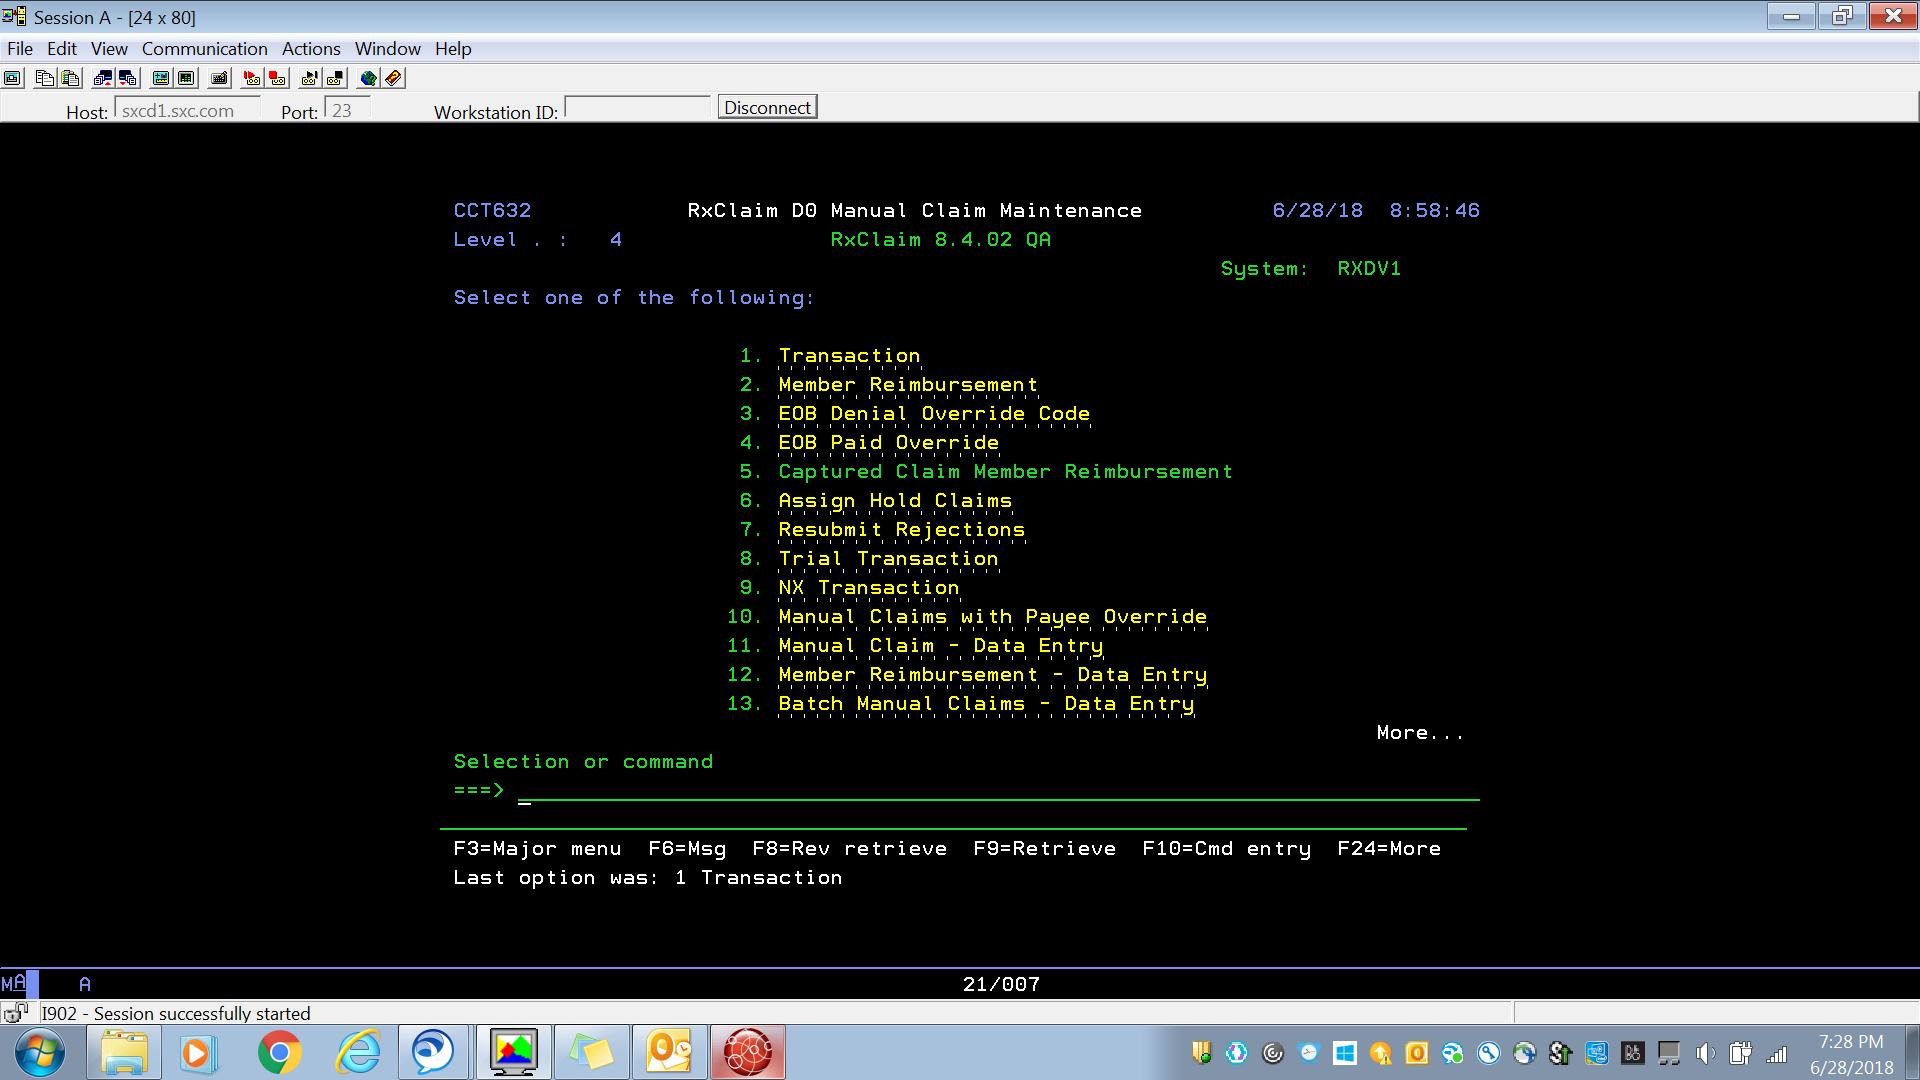 Session A - [24 x 80]
File Edit View Communication Actions Window Help
Host: sxcd1.sxc.com Port: 23 Workstation ID: Disconnect
CCT632 RxClaim D0 Manual Claim Maintenance 6/28/18 8:58:46
Level . : 4 RxClaim 8.4.02 QA
System: RXDV1
Select one of the following:
1. Transaction
2. Member Reimbursement
3. EOB Denial Override Code
4. EOB Paid Override
5. Captured Claim Member Reimbursement
6. Assign Hold Claims
7. Resubmit Rejections
8. Trial Transaction
9. NX Transaction
10. Manual Claims with Payee Override
11. Manual Claim - Data Entry
12. Member Reimbursement - Data Entry
13. Batch Manual Claims - Data Entry
More...
Selection or command
===> _
F3=Major menu F6=Msg F8=Rev retrieve F9=Retrieve F10=Cmd entry F24=More
Last option was: 1 Transaction
MA A 21/007
I902 - Session successfully started
7:28 PM
6/28/2018